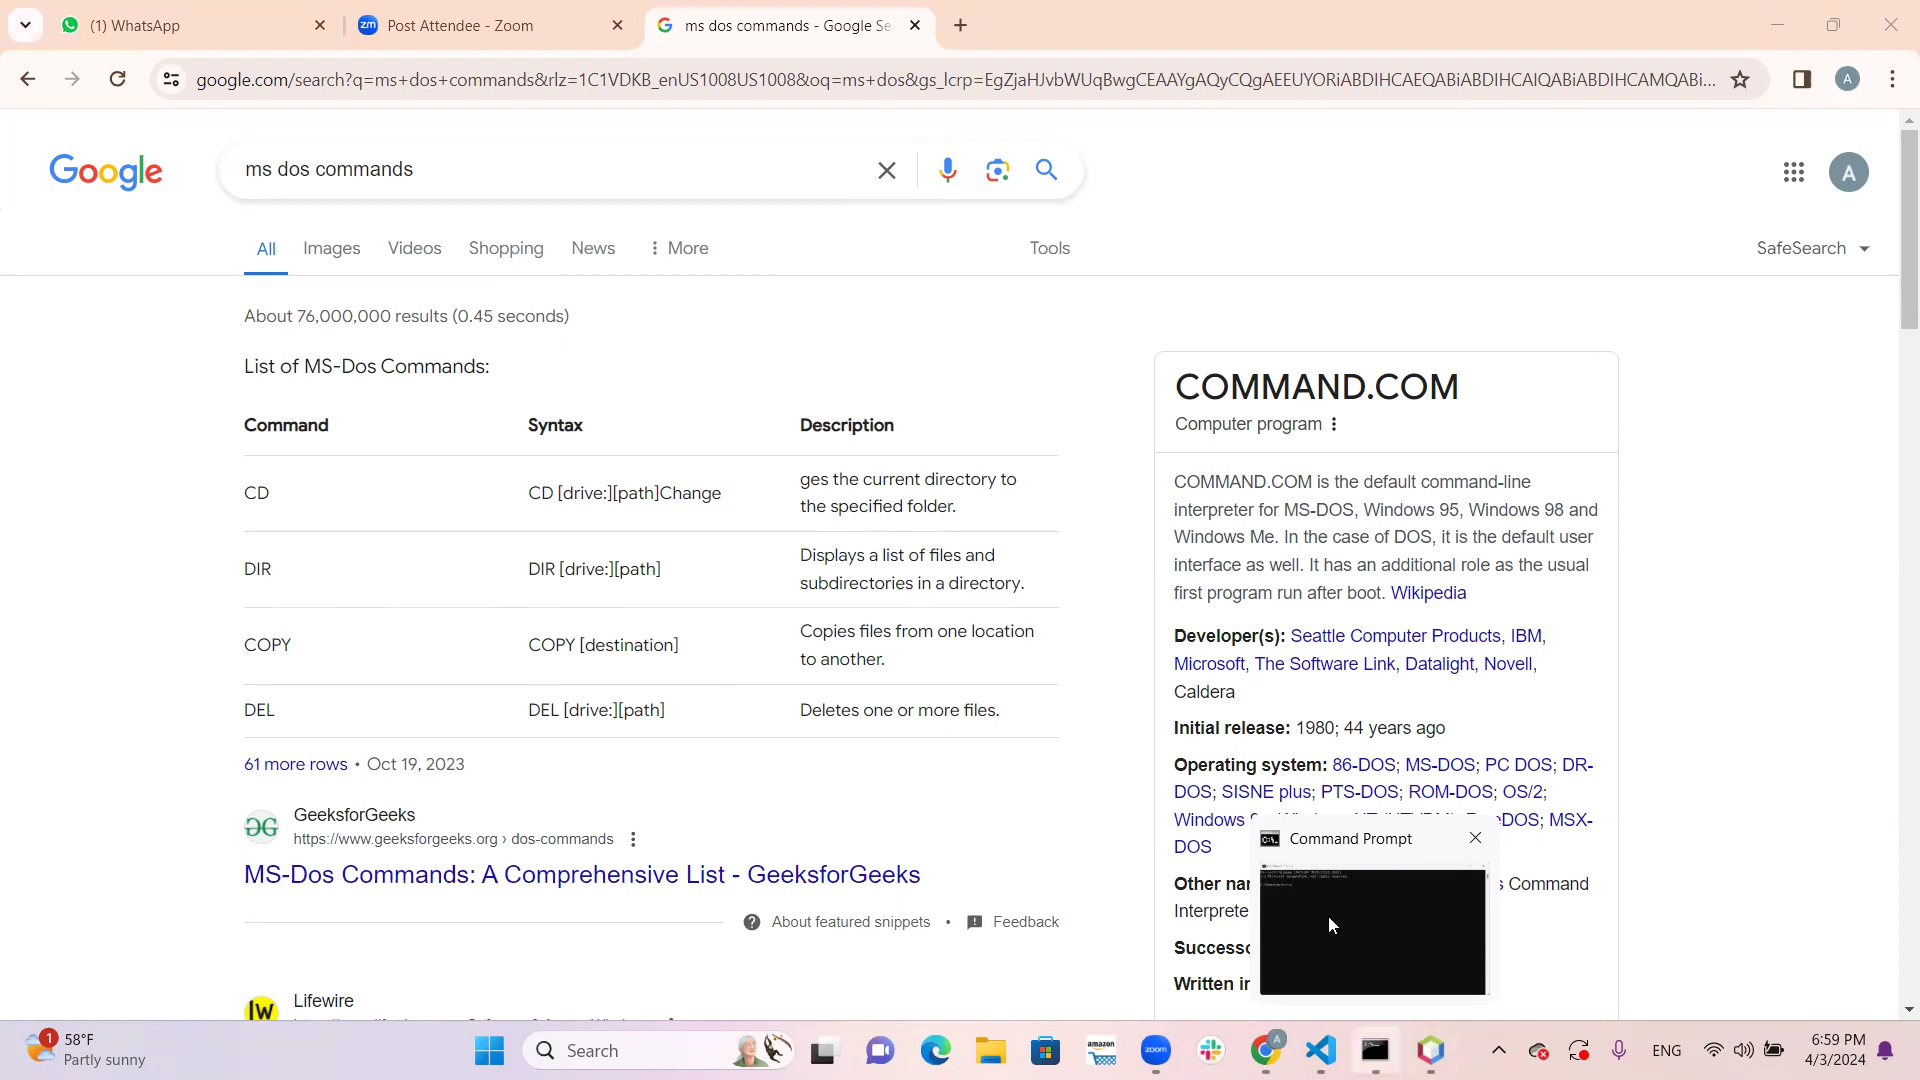 (1) WhatsApp
zm Post Attendee - Zoom
ms dos commands - Google Se
google.com/search?q=ms+dos+commands&rlz=1C1VDKB_enUS1008US1008&oq=ms+dos&gs_lcrp=EgZjaHJvbWUqBwgCEAAYgAQyCQgAEEUYORiABDIHCAEQABiABDIHCAIQABiABDIHCAMQABi...
A
Google
ms dos commands
A
All Images Videos Shopping News More Tools SafeSearch
About 76,000,000 results (0.45 seconds)
List of MS-Dos Commands:
Command Syntax Description
CD CD [drive:][path]Change ges the current directory to
the specified folder.
DIR DIR [drive:][path] Displays a list of files and
subdirectories in a directory.
COPY COPY [destination] Copies files from one location
to another.
DEL DEL [drive:][path] Deletes one or more files.
61 more rows • Oct 19, 2023
GeeksforGeeks
https://www.geeksforgeeks.org › dos-commands
MS-Dos Commands: A Comprehensive List - GeeksforGeeks
About featured snippets • Feedback
lw Lifewire
COMMAND.COM
Computer program
COMMAND.COM is the default command-line
interpreter for MS-DOS, Windows 95, Windows 98 and
Windows Me. In the case of DOS, it is the default user
interface as well. It has an additional role as the usual
first program run after boot. Wikipedia
Developer(s): Seattle Computer Products, IBM,
Microsoft, The Software Link, Datalight, Novell,
Caldera
Initial release: 1980; 44 years ago
Operating system: 86-DOS; MS-DOS; PC DOS; DR-
DOS; SISNE plus; PTS-DOS; ROM-DOS; OS/2;
Windows DOS; MSX-
DOS
Other Command
Interprete
Written
Command Prompt
1 58°F
Partly sunny
Search
amazon
zoom
A
ENG
6:59 PM
4/3/2024